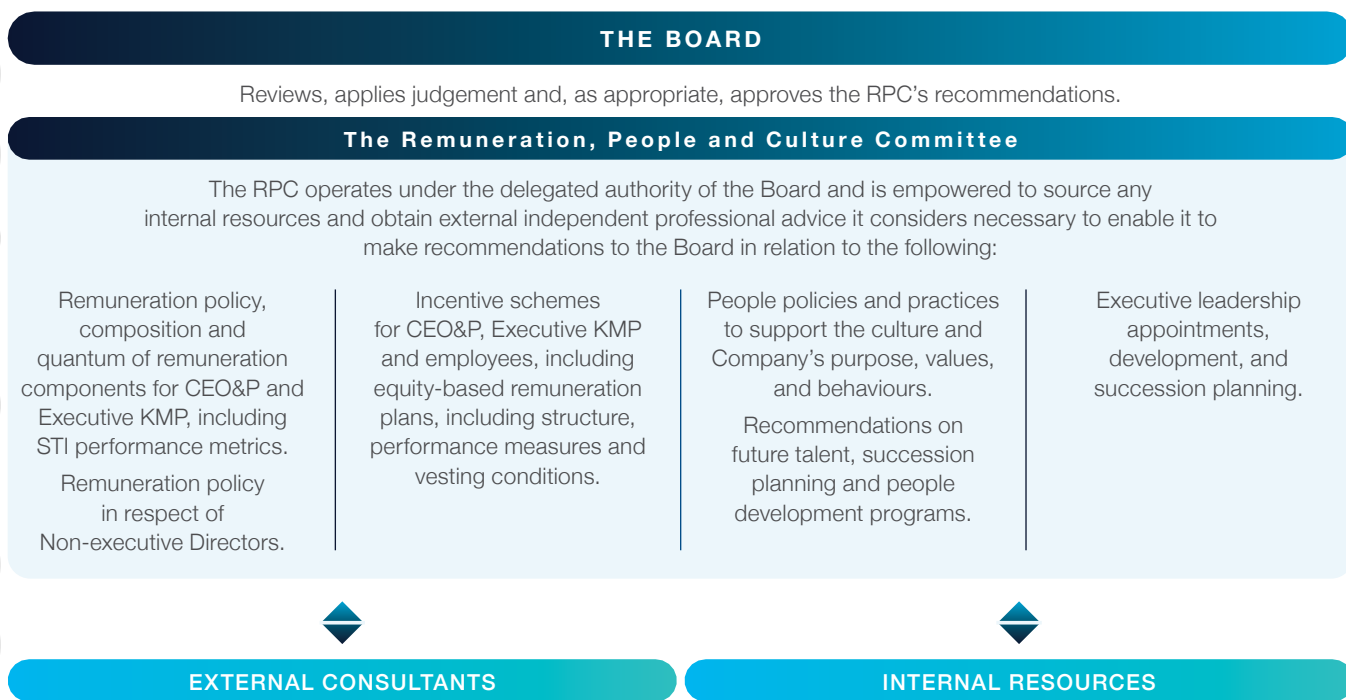 THE BOARD
Reviews, applies judgement and, as appropriate, approves the RPC's recommendations.
The Remuneration, People and Culture Committee
The RPC operates under the delegated authority of the Board and is empowered to source any
internal resources and obtain external independent professional advice it considers necessary to enable it to
make recommendations to the Board in relation to the following:
Remuneration policy,
composition and
quantum of remuneration
components for CEO&P and
Executive KMP, including
STI performance metrics.
Remuneration policy
in respect of
Non-executive Directors.
Incentive schemes
for CEO&P, Executive KMP
and employees, including
equity-based remuneration
plans, including structure,
performance measures and
vesting conditions.
People policies and practices
to support the culture and
Company's purpose, values,
and behaviours.
Recommendations on
future talent, succession
planning and people
development programs.
Executive leadership
appointments,
development, and
succession planning.
EXTERNAL CONSULTANTS
INTERNAL RESOURCES